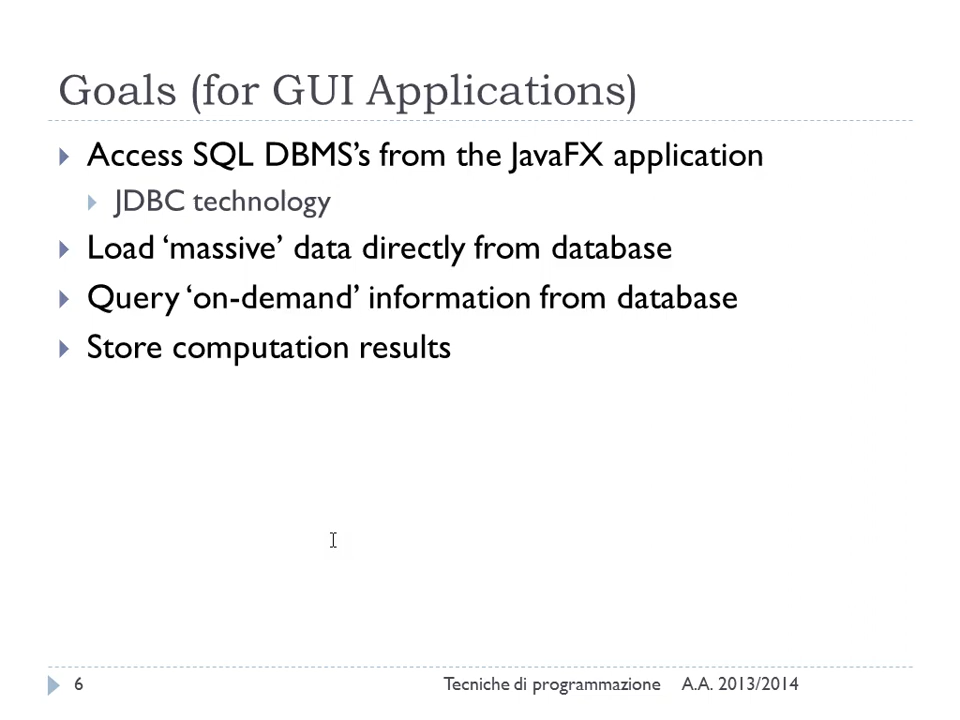 Goals (for GUI Applications)
Access SQL DBMS’s from the JavaFX application
JDBC technology
Load ‘massive’ data directly from database
Query ‘on-demand’ information from database
Store computation results
6 Tecniche di programmazione A.A. 2013/2014